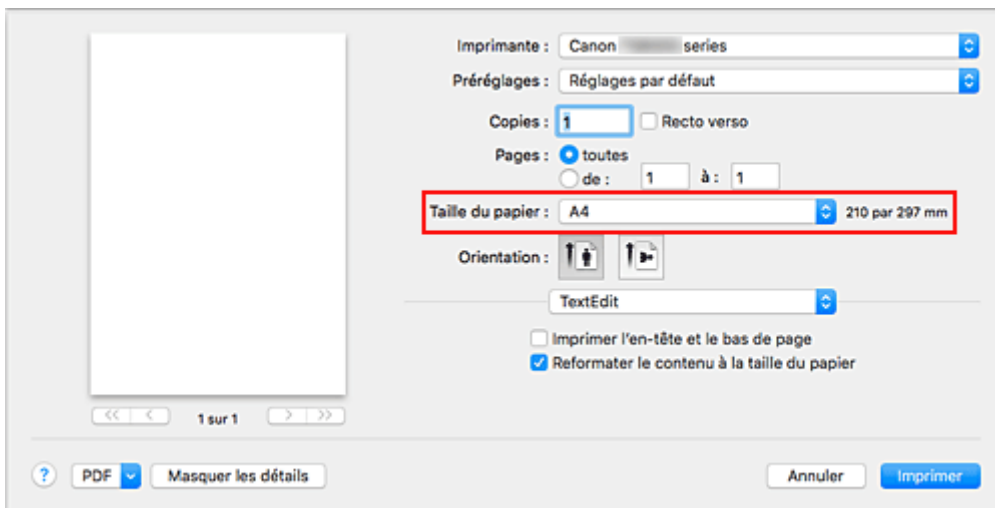 Imprimante : Canon series
Préréglages : Réglages par défaut
Copies : 1 Recto verso
Pages : toutes
de : 1 à : 1
Taille du papier : A4 210 par 297 mm
Orientation :
TextEdit
Imprimer l'en-tête et le bas de page
Reformater le contenu à la taille du papier
1 sur 1
? PDF Masquer les détails Annuler Imprimer